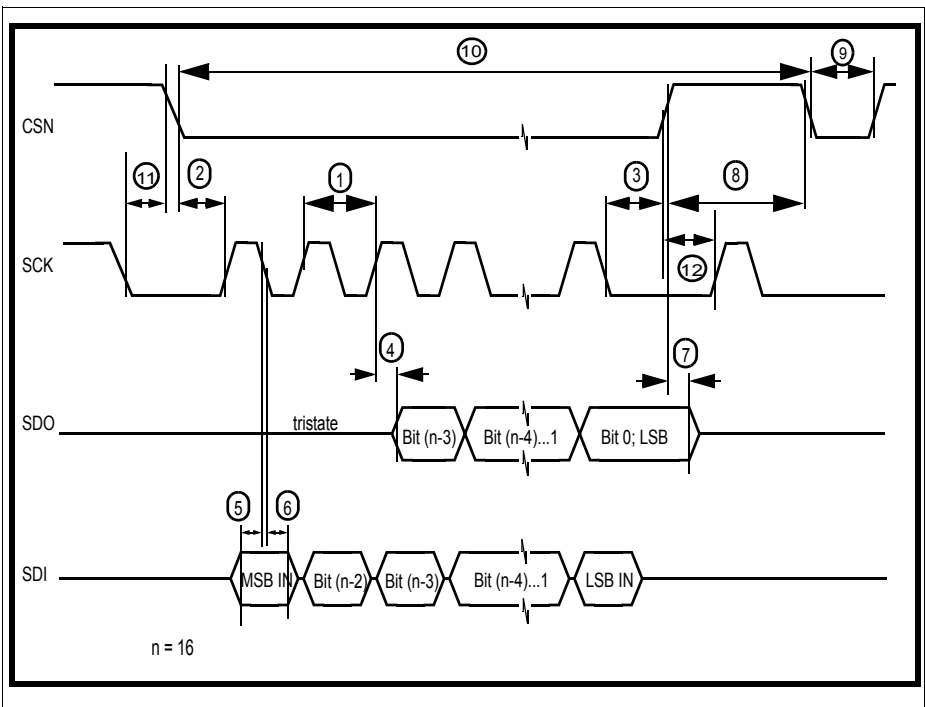 10
9
CSN
11
2
1
3
8
SCK
12
4
7
SDO
tristate
Bit (n-3)
Bit (n-4)...1
Bit 0; LSB
5
6
SDI
MSB IN
Bit (n-2)
Bit (n-3)
Bit (n-4)...1
LSB IN
n = 16